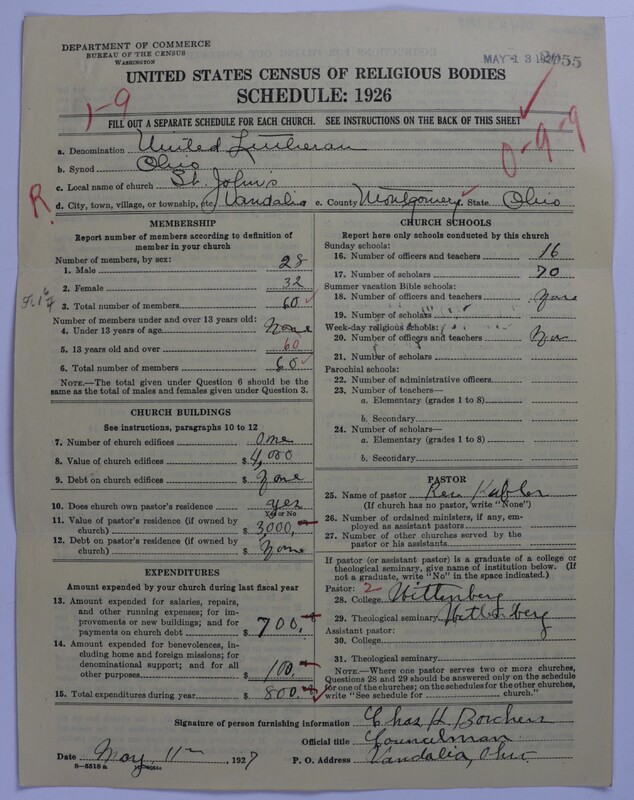 DEPARTMENT OF COMMERCE
BUREAU OF THE CENSUS
WASHINGTON
MAY 13 1927
UNITED STATES CENSUS OF RELIGIOUS BODIES
SCHEDULE: 1926
1-9
FILL OUT A SEPARATE SCHEDULE FOR EACH CHURCH. SEE INSTRUCTIONS ON THE BACK OF THIS SHEET
0-9-9
a. Denomination United Lutheran
b. Synod Ohio
c. Local name of church St. John's
R.
d. City, town, village, or township, etc. Vandalia e. County Montgomery State Ohio
MEMBERSHIP
Report number of members according to definition of member in your church
Number of members, by sex:
1. Male 28
2. Female 32
3. Total number of members 60
Number of members under and over 13 years old:
4. Under 13 years of age None
5. 13 years old and over 60
6. Total number of members 60
NOTE.—The total given under Question 6 should be the same as the total of males and females given under Question 3.
CHURCH BUILDINGS
See instructions, paragraphs 10 to 12
7. Number of church edifices One
8. Value of church edifices $ 4,000
9. Debt on church edifices $ None
10. Does church own pastor's residence yes
Yes or No
11. Value of pastor's residence (if owned by church) $ 3,000,
12. Debt on pastor's residence (if owned by church) $ None
EXPENDITURES
Amount expended by your church during last fiscal year
13. Amount expended for salaries, repairs, and other running expenses; for improvements or new buildings; and for payments on church debt $ 700,
14. Amount expended for benevolences, including home and foreign missions; for denominational support; and for all other purposes $ 100,
15. Total expenditures during year $ 800,
CHURCH SCHOOLS
Report here only schools conducted by this church
Sunday schools:
16. Number of officers and teachers 16
17. Number of scholars 70
Summer vacation Bible schools:
18. Number of officers and teachers None
19. Number of scholars
Week-day religious schools:
20. Number of officers and teachers
21. Number of scholars
Parochial schools:
22. Number of administrative officers
23. Number of teachers—
a. Elementary (grades 1 to 8)
b. Secondary
24. Number of scholars—
a. Elementary (grades 1 to 8)
b. Secondary
PASTOR
25. Name of pastor Rev.
(If church has no pastor, write "None")
26. Number of ordained ministers, if any, employed as assistant pastors
27. Number of other churches served by the pastor or his assistants
If pastor (or assistant pastor) is a graduate of a college or theological seminary, give name of institution below. (If not a graduate, write "No" in the space indicated.)
Pastor: 2
28. College Wittenberg
29. Theological seminary Wittenberg
Assistant pastor:
30. College
31. Theological seminary
NOTE.—Where one pastor serves two or more churches, Questions 28 and 29 should be answered only on the schedule for one of the churches; on the schedules for the other churches, write "See schedule for church."
Signature of person furnishing information Chas H. Borchers
Official title Councilman
Date May 11th, 1927 P. O. Address Vandalia, Ohio.
8-5518 a